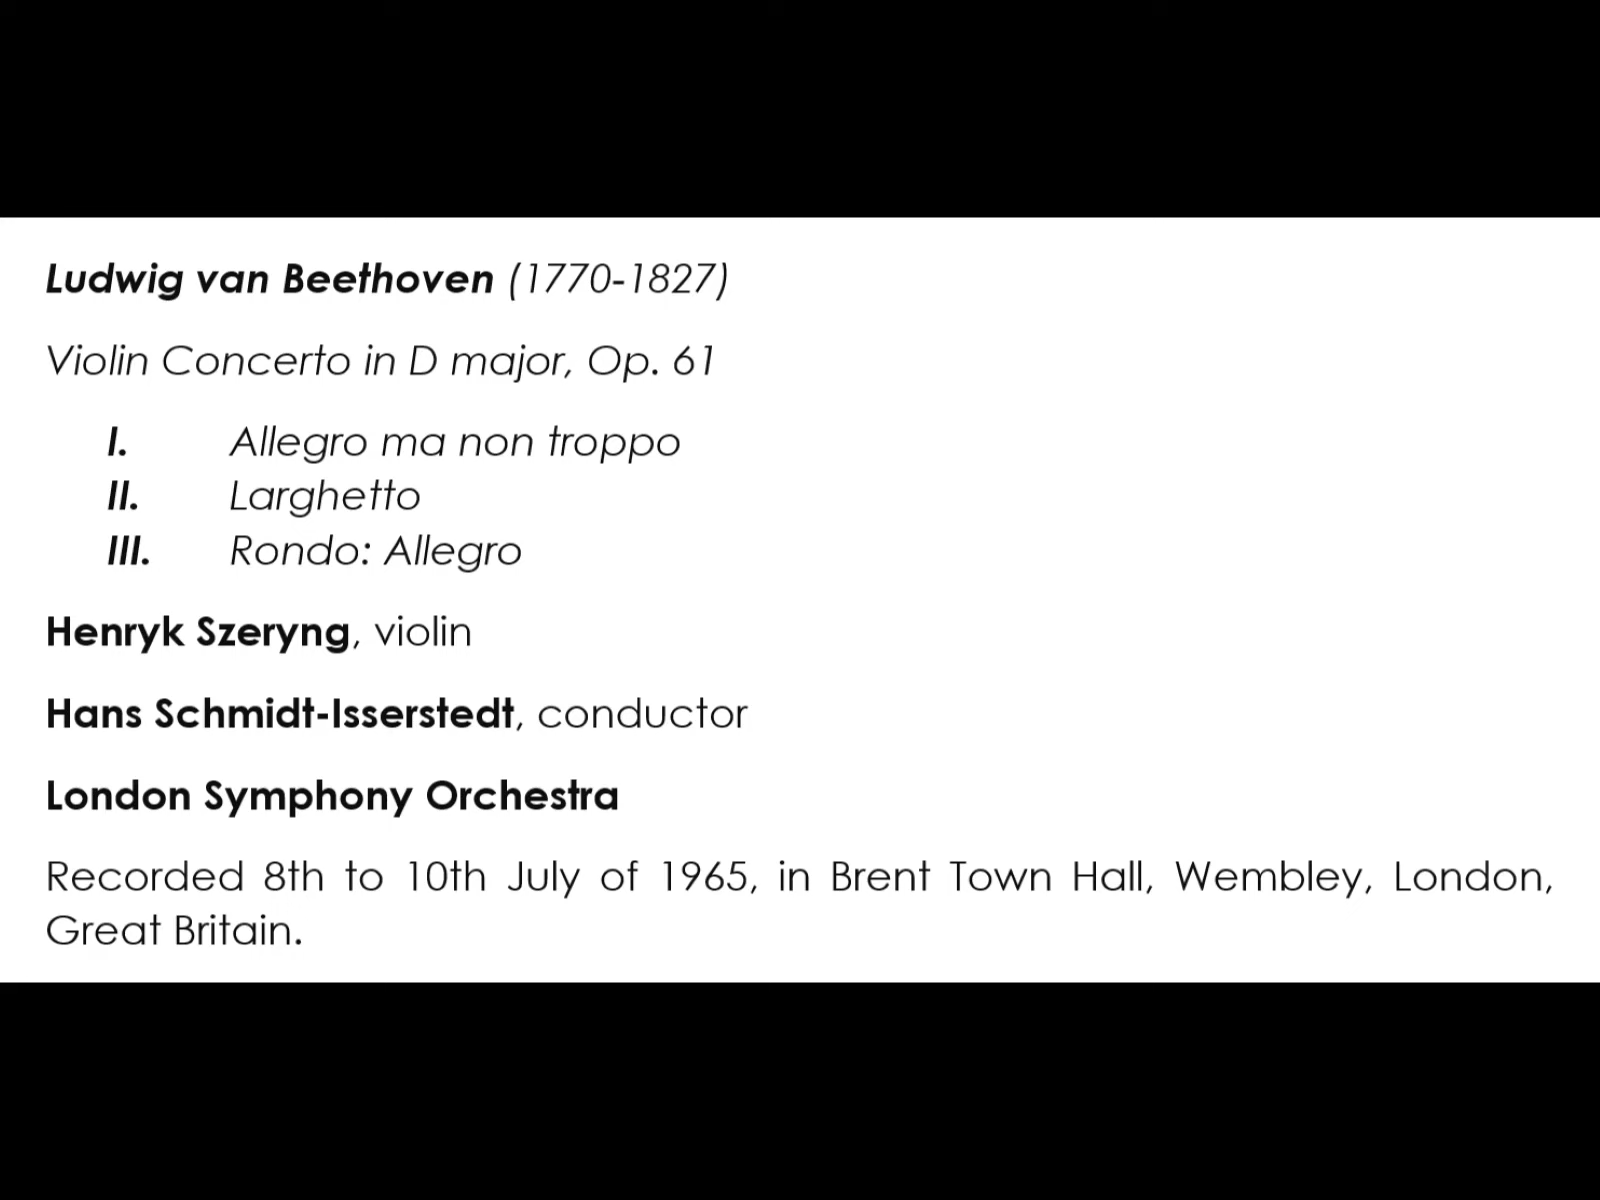 Ludwig van Beethoven (1770-1827)
Violin Concerto in D major, Op. 61
I. Allegro ma non troppo
II. Larghetto
III. Rondo: Allegro
Henryk Szeryng, violin
Hans Schmidt-Isserstedt, conductor
London Symphony Orchestra
Recorded 8th to 10th July of 1965, in Brent Town Hall, Wembley, London,
Great Britain.